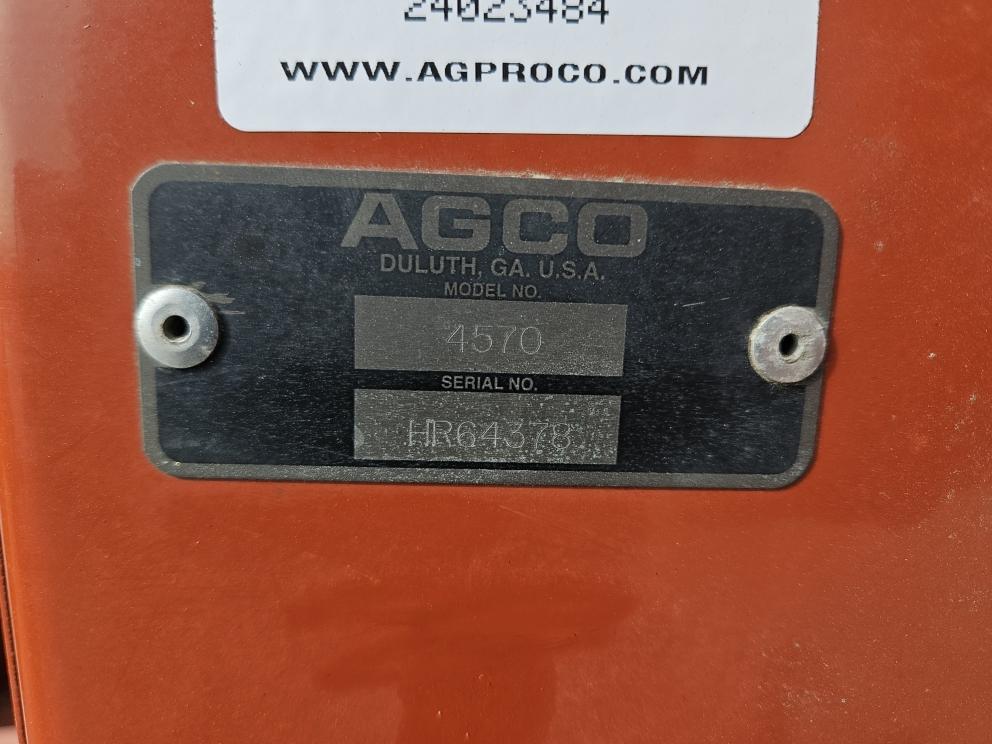 24023484
WWW.AGPROCO.COM
AGCO
DULUTH, GA. U.S.A.
MODEL NO.
4570
SERIAL NO.
HR64378